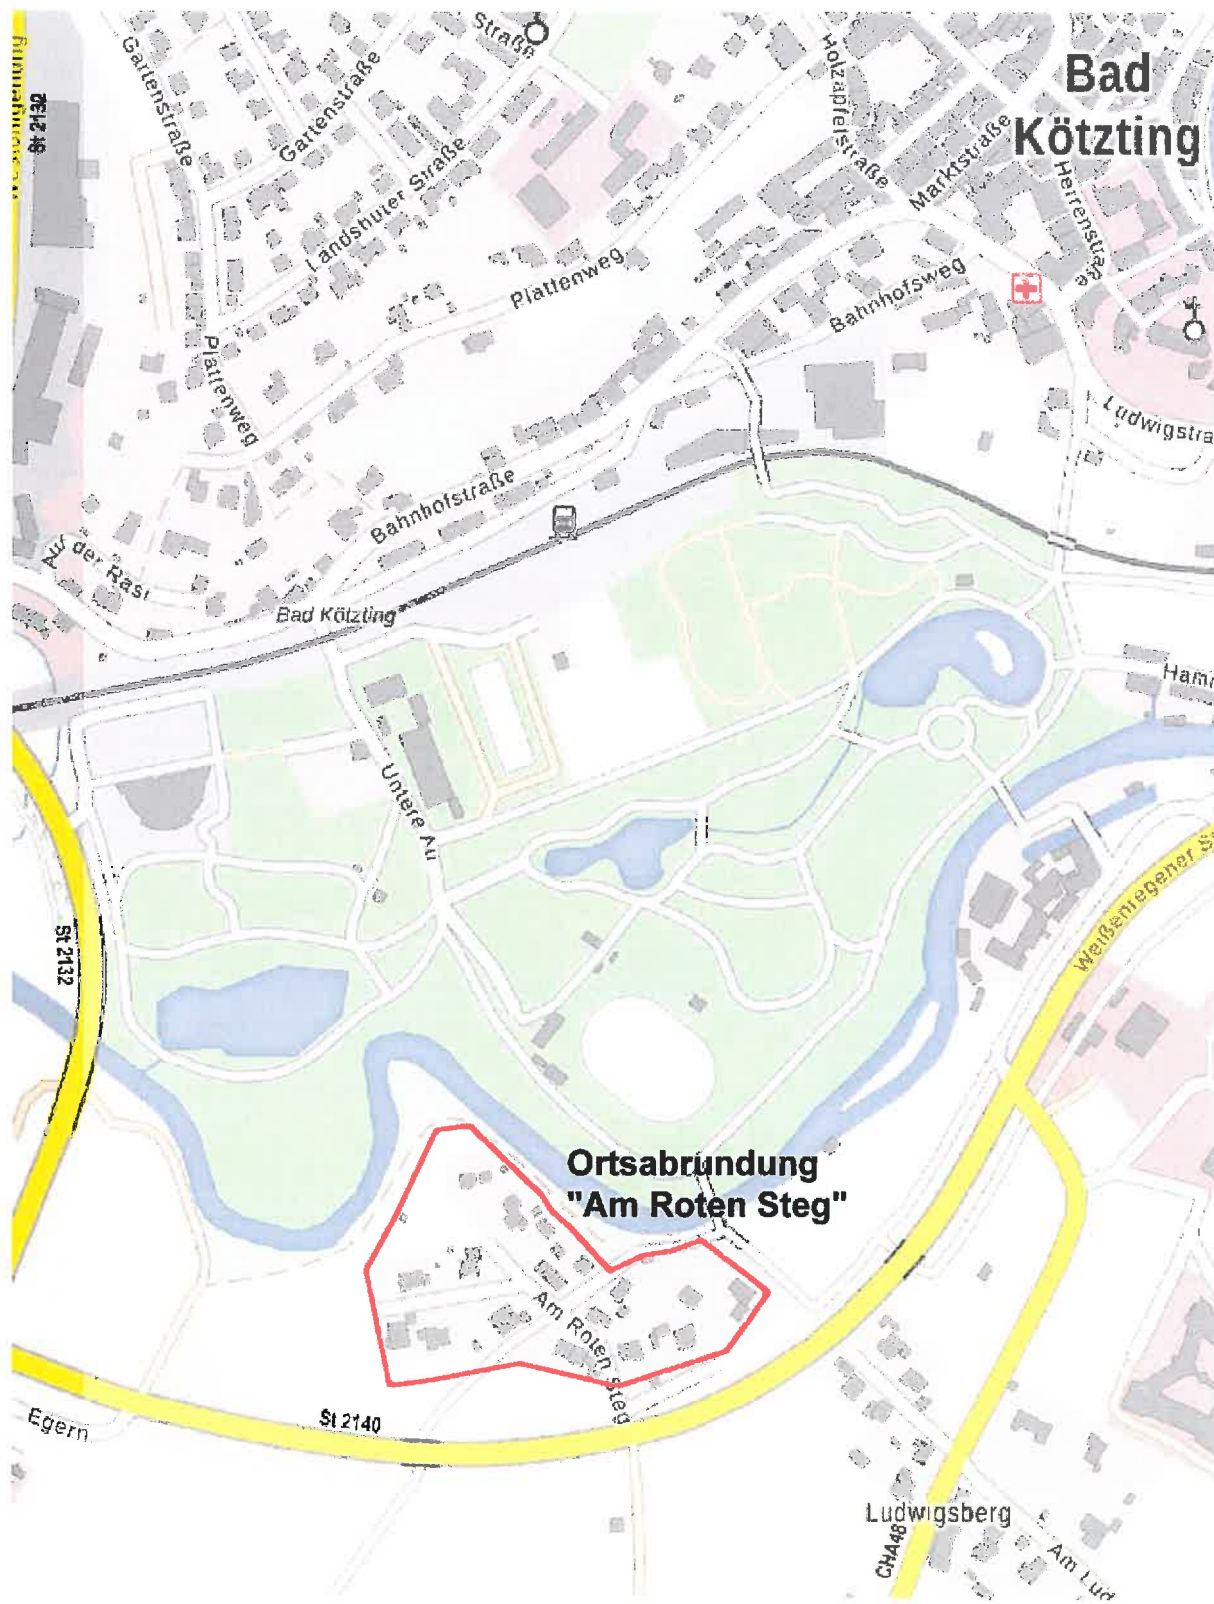 Straße
Bad
Kötzting
Gartenstraße
Gartenstraße
Holzapfelstraße
St 2132
Marktstraße
Landshuter Straße
Herrenstraße
Plattenweg
Bahnhofsweg
Plattenweg
Ludwigstra
Bahnhofstraße
Auf der Rast
Bad Kötzting
Untere Au
St 2132
Ortsabrundung
"Am Roten Steg"
Am Roten Steg
St 2140
Egern
Ludwigsberg
CHA48
Am Lud